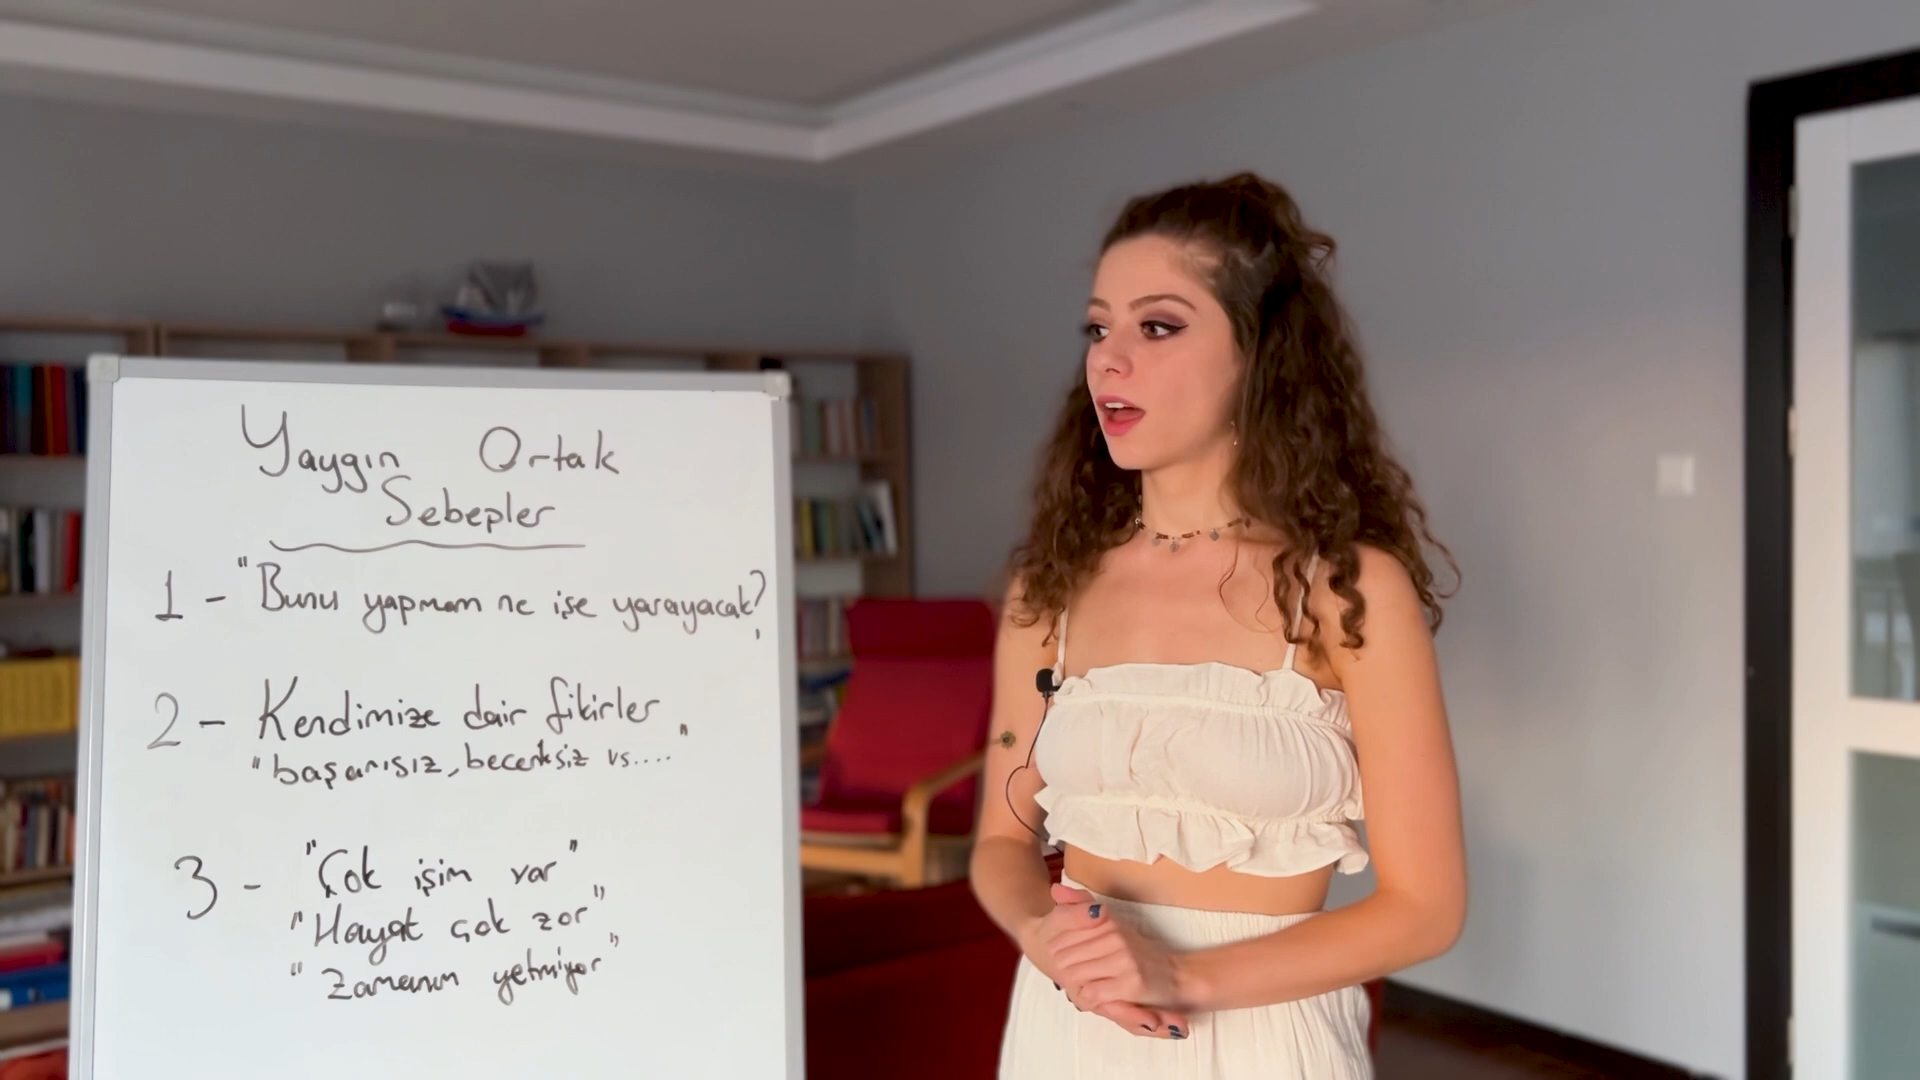 Yaygın Ortak
Sebepler
1 - "Bunu yapmam ne işe yarayacak?"
2 - Kendimize dair fikirler
"başarısız, beceriksiz vs...."
3 - "Çok işim var"
"Hayat çok zor"
"Zamanım yetmiyor"